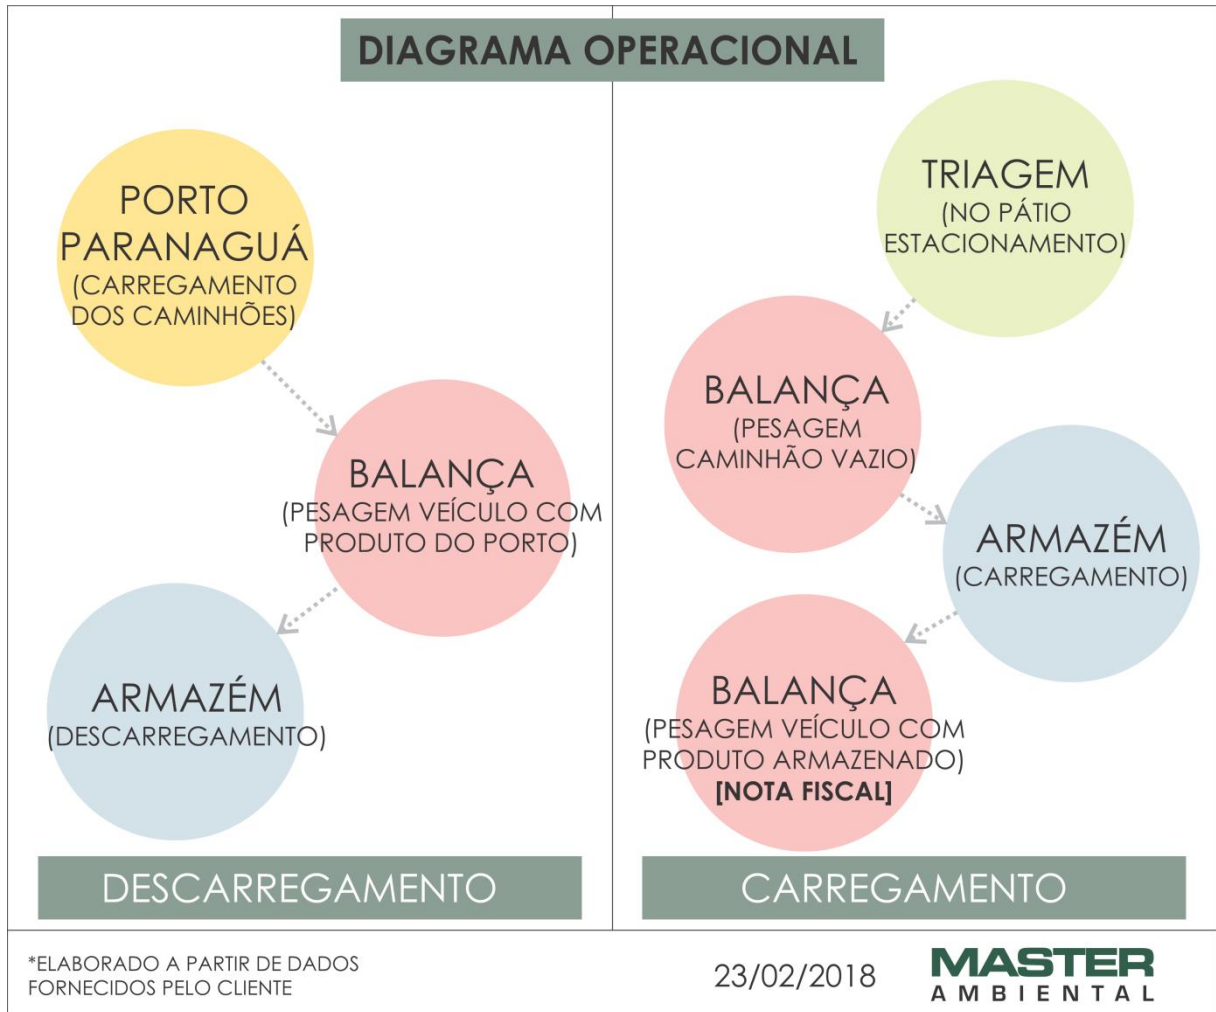 DIAGRAMA OPERACIONAL
PORTO
PARANAGUÁ
(CARREGAMENTO
DOS CAMINHÕES)
BALANÇA
(PESAGEM VEÍCULO COM
PRODUTO DO PORTO)
ARMAZÉM
(DESCARREGAMENTO)
DESCARREGAMENTO
TRIAGEM
(NO PÁTIO
ESTACIONAMENTO)
BALANÇA
(PESAGEM
CAMINHÃO VAZIO)
ARMAZÉM
(CARREGAMENTO)
BALANÇA
(PESAGEM VEÍCULO COM
PRODUTO ARMAZENADO)
[NOTA FISCAL]
CARREGAMENTO
*ELABORADO A PARTIR DE DADOS
FORNECIDOS PELO CLIENTE
23/02/2018
MASTER
AMBIENTAL